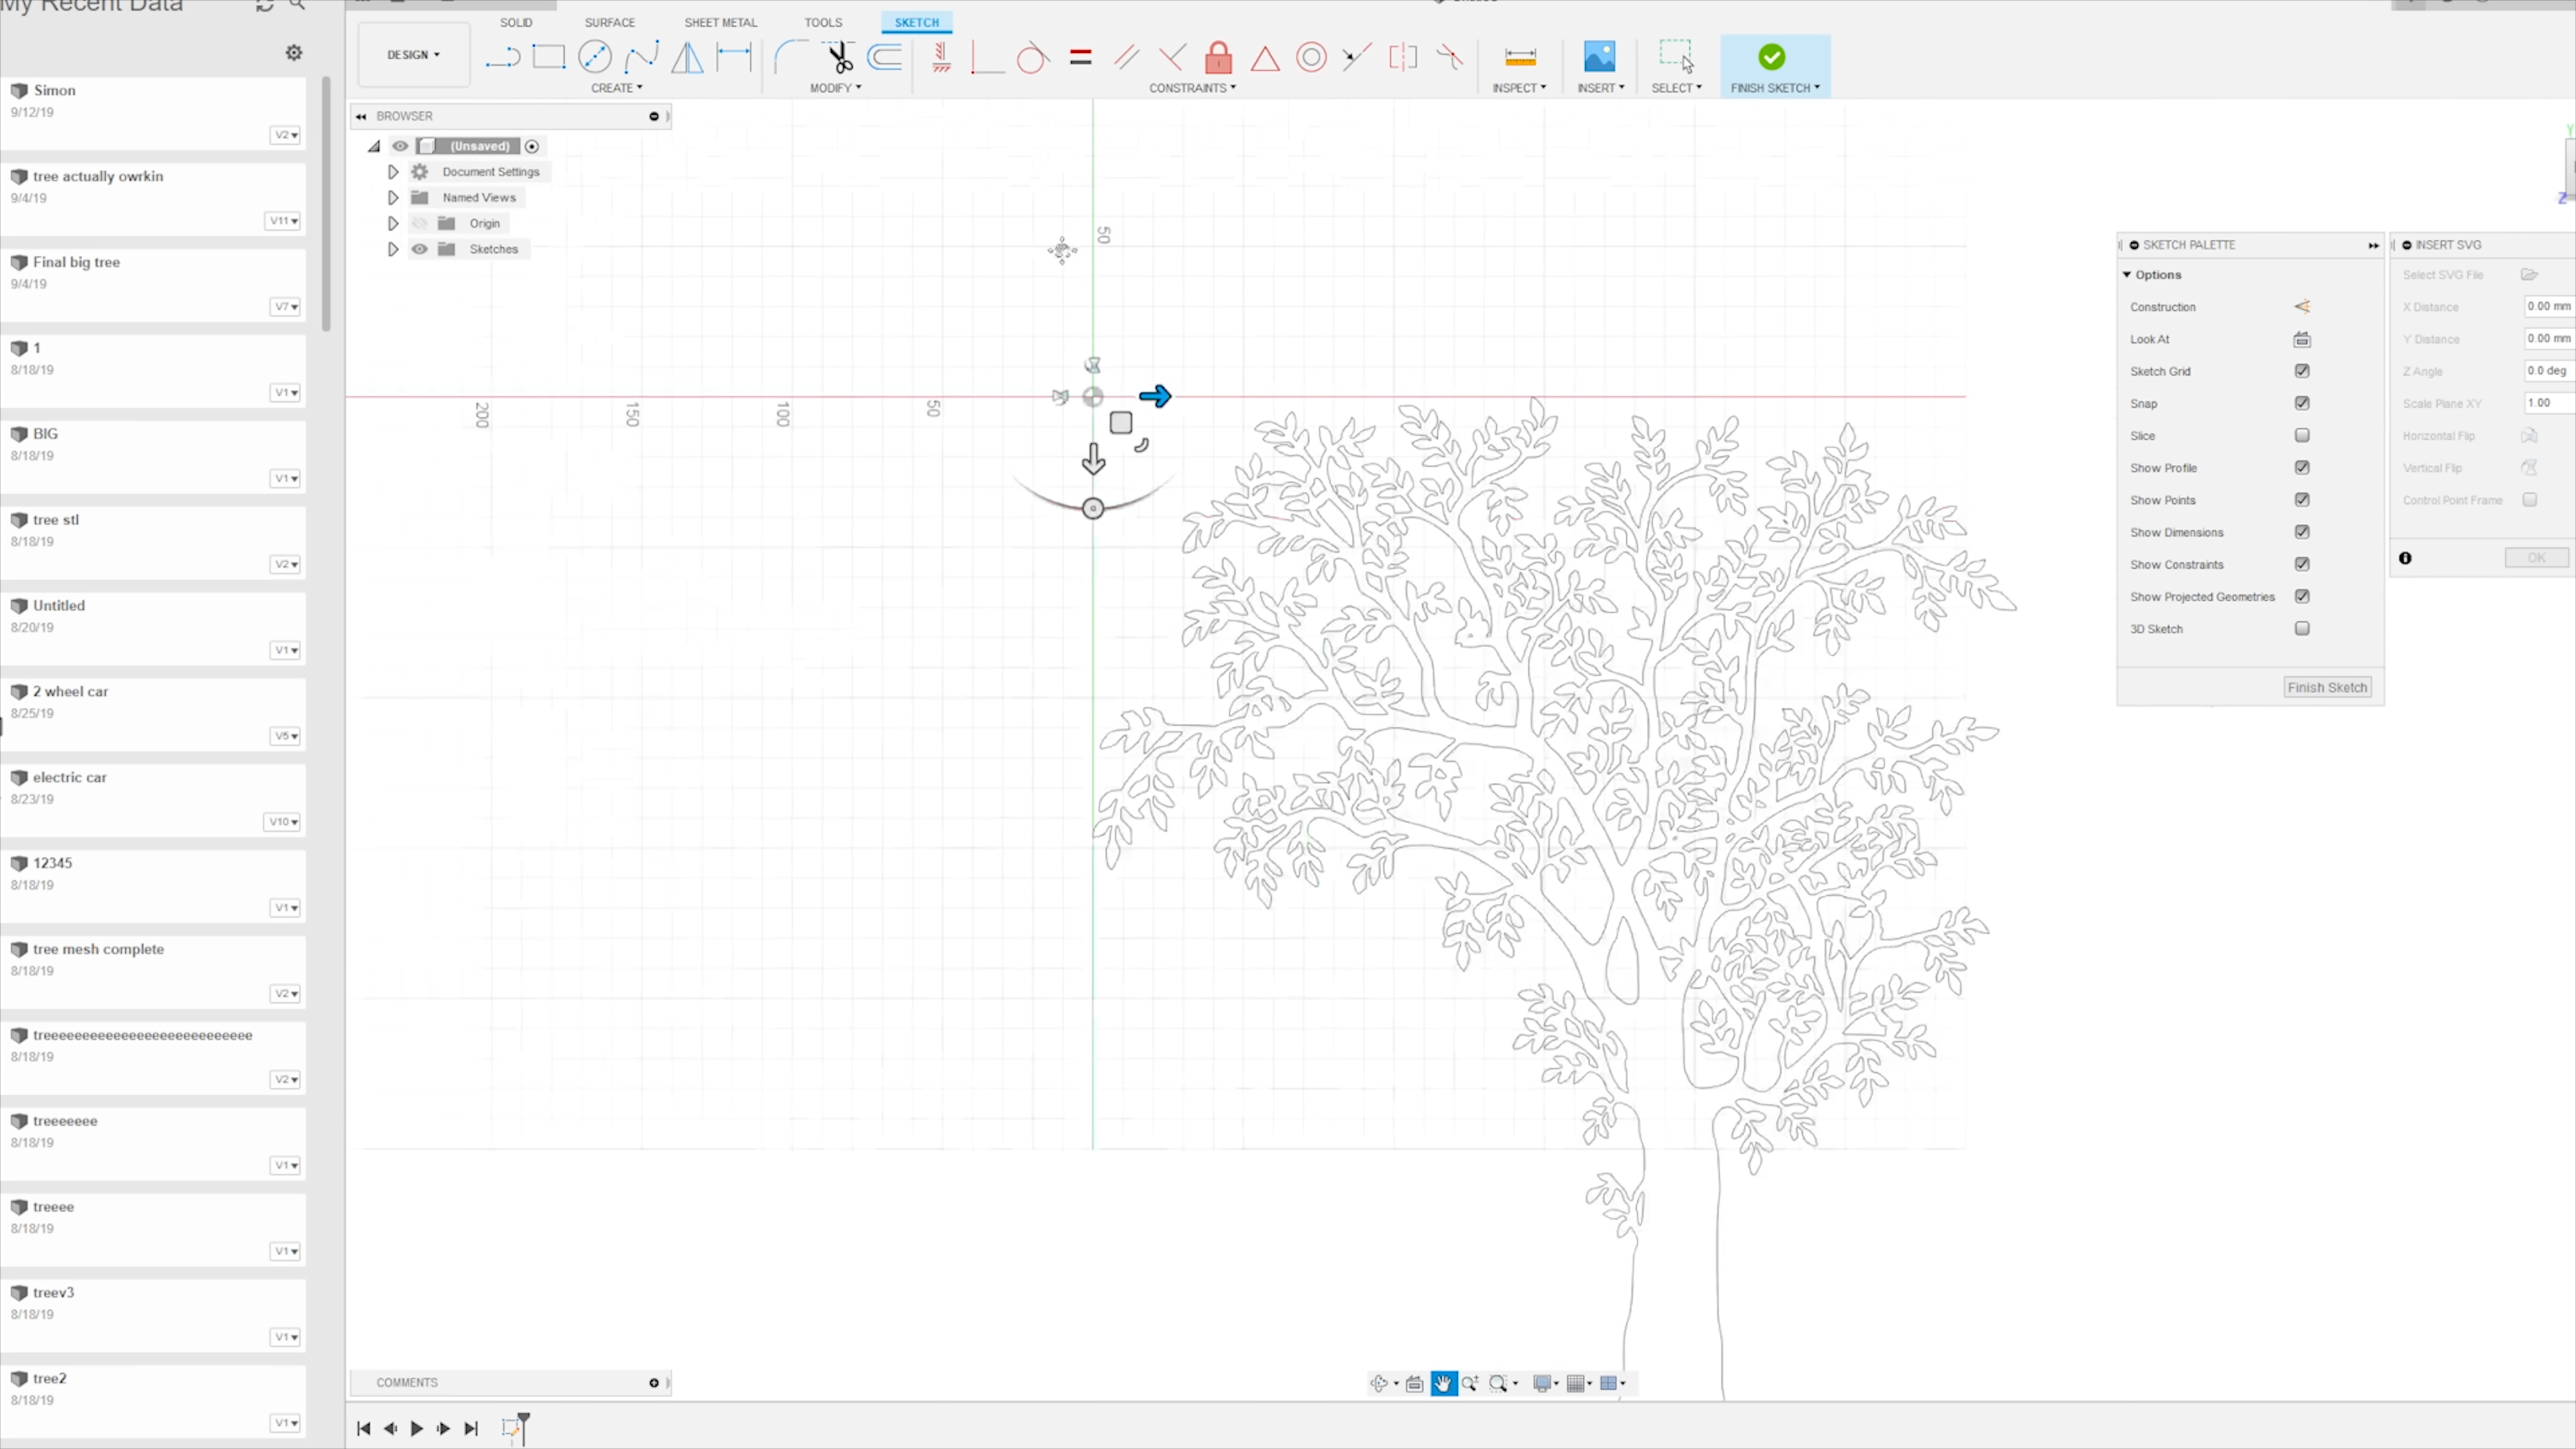 My Recent Data
Simon
9/12/19
V2
tree actually owrkin
9/4/19
V11
Final big tree
9/4/19
V7
1
8/18/19
V1
BIG
8/18/19
V1
tree stl
8/18/19
V2
Untitled
8/20/19
V1
2 wheel car
8/25/19
V5
electric car
8/23/19
V10
12345
8/18/19
V1
tree mesh complete
8/18/19
V2
treeeeeeeeeeeeeeeeeeeeeeeeeee
8/18/19
V2
treeeeeee
8/18/19
V1
treeee
8/18/19
V1
treev3
8/18/19
V1
tree2
8/18/19
V1
SOLID SURFACE SHEET METAL TOOLS SKETCH
DESIGN
CREATE MODIFY CONSTRAINTS INSPECT INSERT SELECT FINISH SKETCH
BROWSER
(Unsaved)
Document Settings
Named Views
Origin
Sketches
50
200 150 100 50
Y
Z
SKETCH PALETTE
Options
Construction
Look At
Sketch Grid
Snap
Slice
Show Profile
Show Points
Show Dimensions
Show Constraints
Show Projected Geometries
3D Sketch
Finish Sketch
INSERT SVG
Select SVG File
X Distance 0.00 mm
Y Distance 0.00 mm
Z Angle 0.0 deg
Scale Plane XY 1.00
Horizontal Flip
Vertical Flip
Control Point Frame
OK
COMMENTS